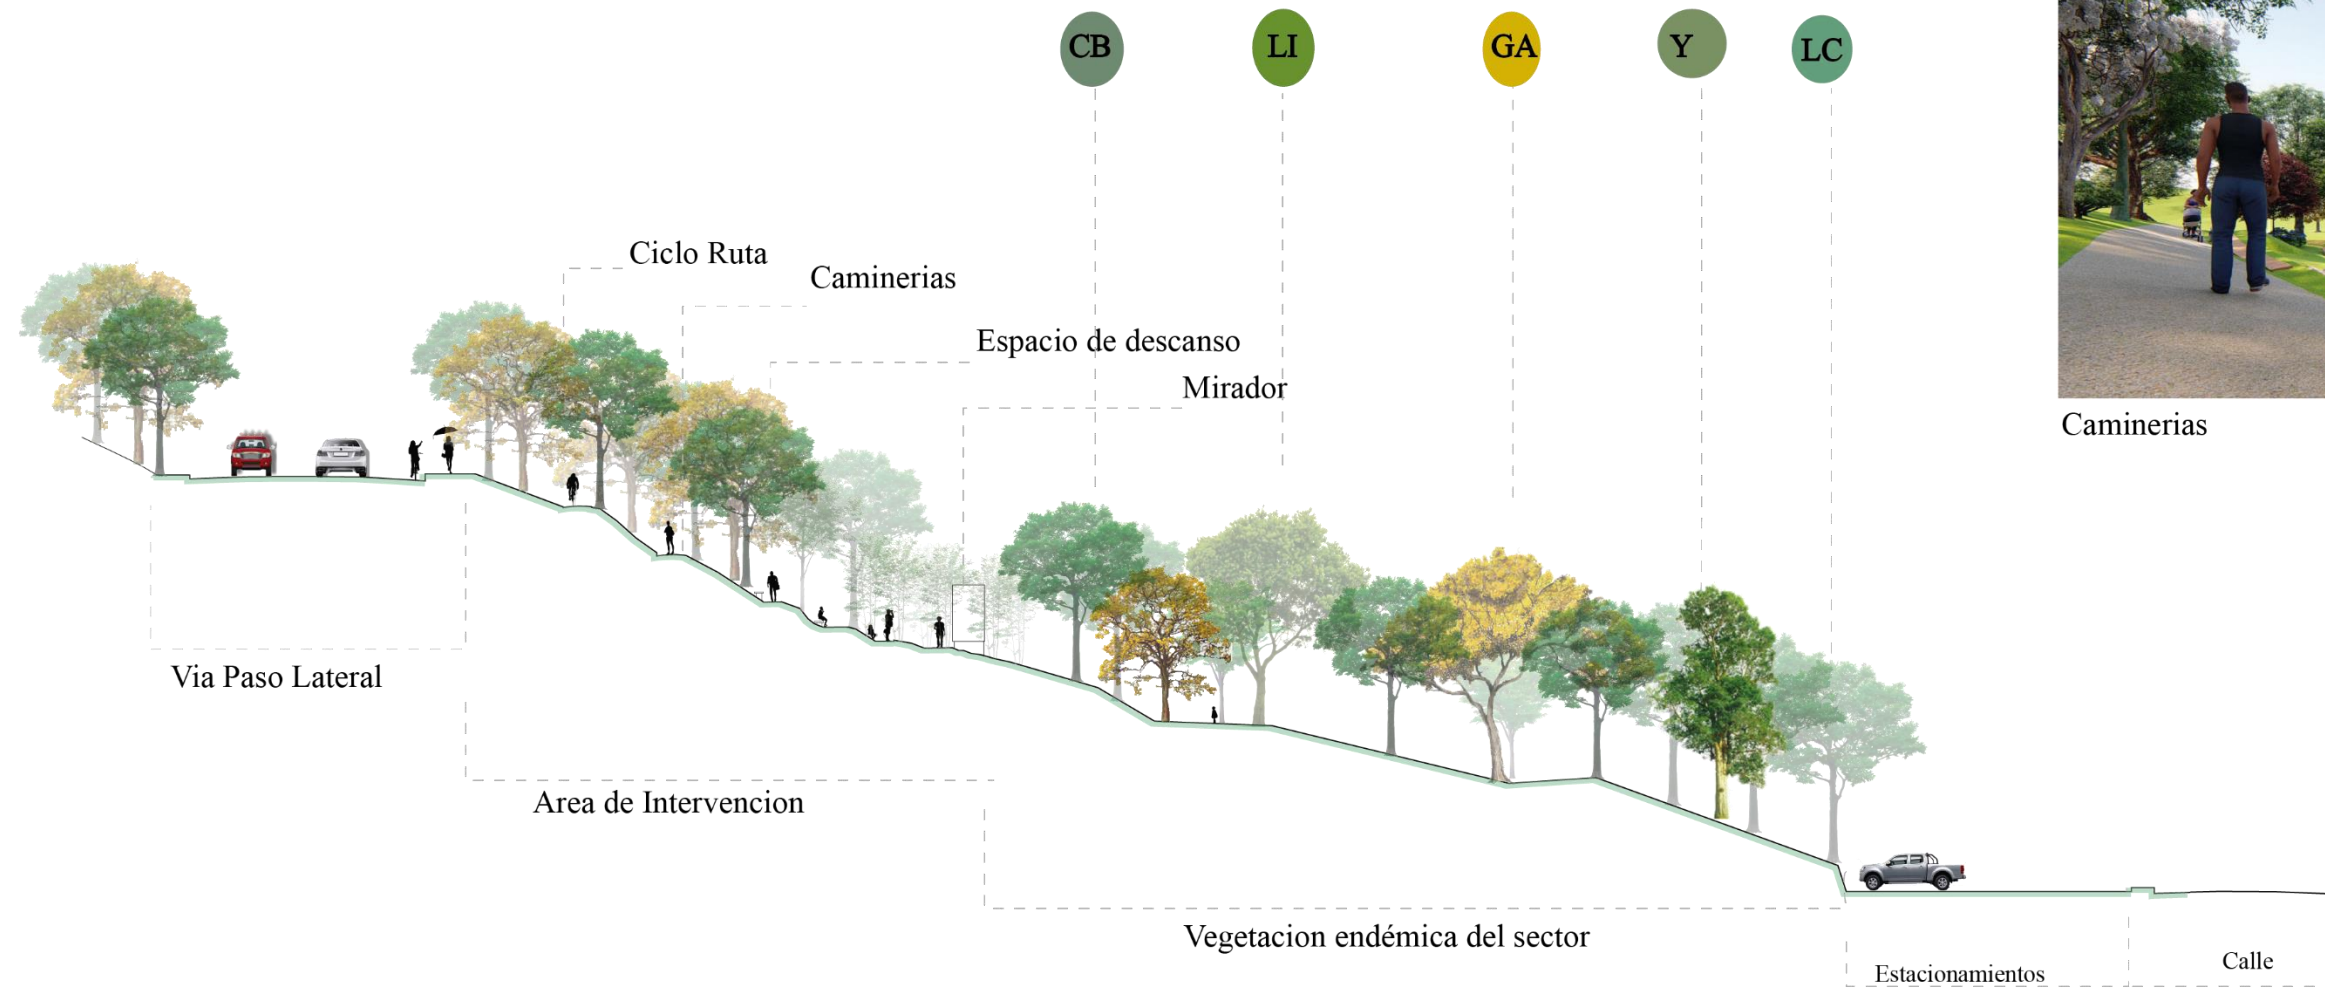 CB
LI
GA
Y
LC
Ciclo Ruta
Caminerias
Espacio de descanso
Mirador
Caminerias
Via Paso Lateral
Area de Intervencion
Vegetacion endémica del sector
Estacionamientos
Calle